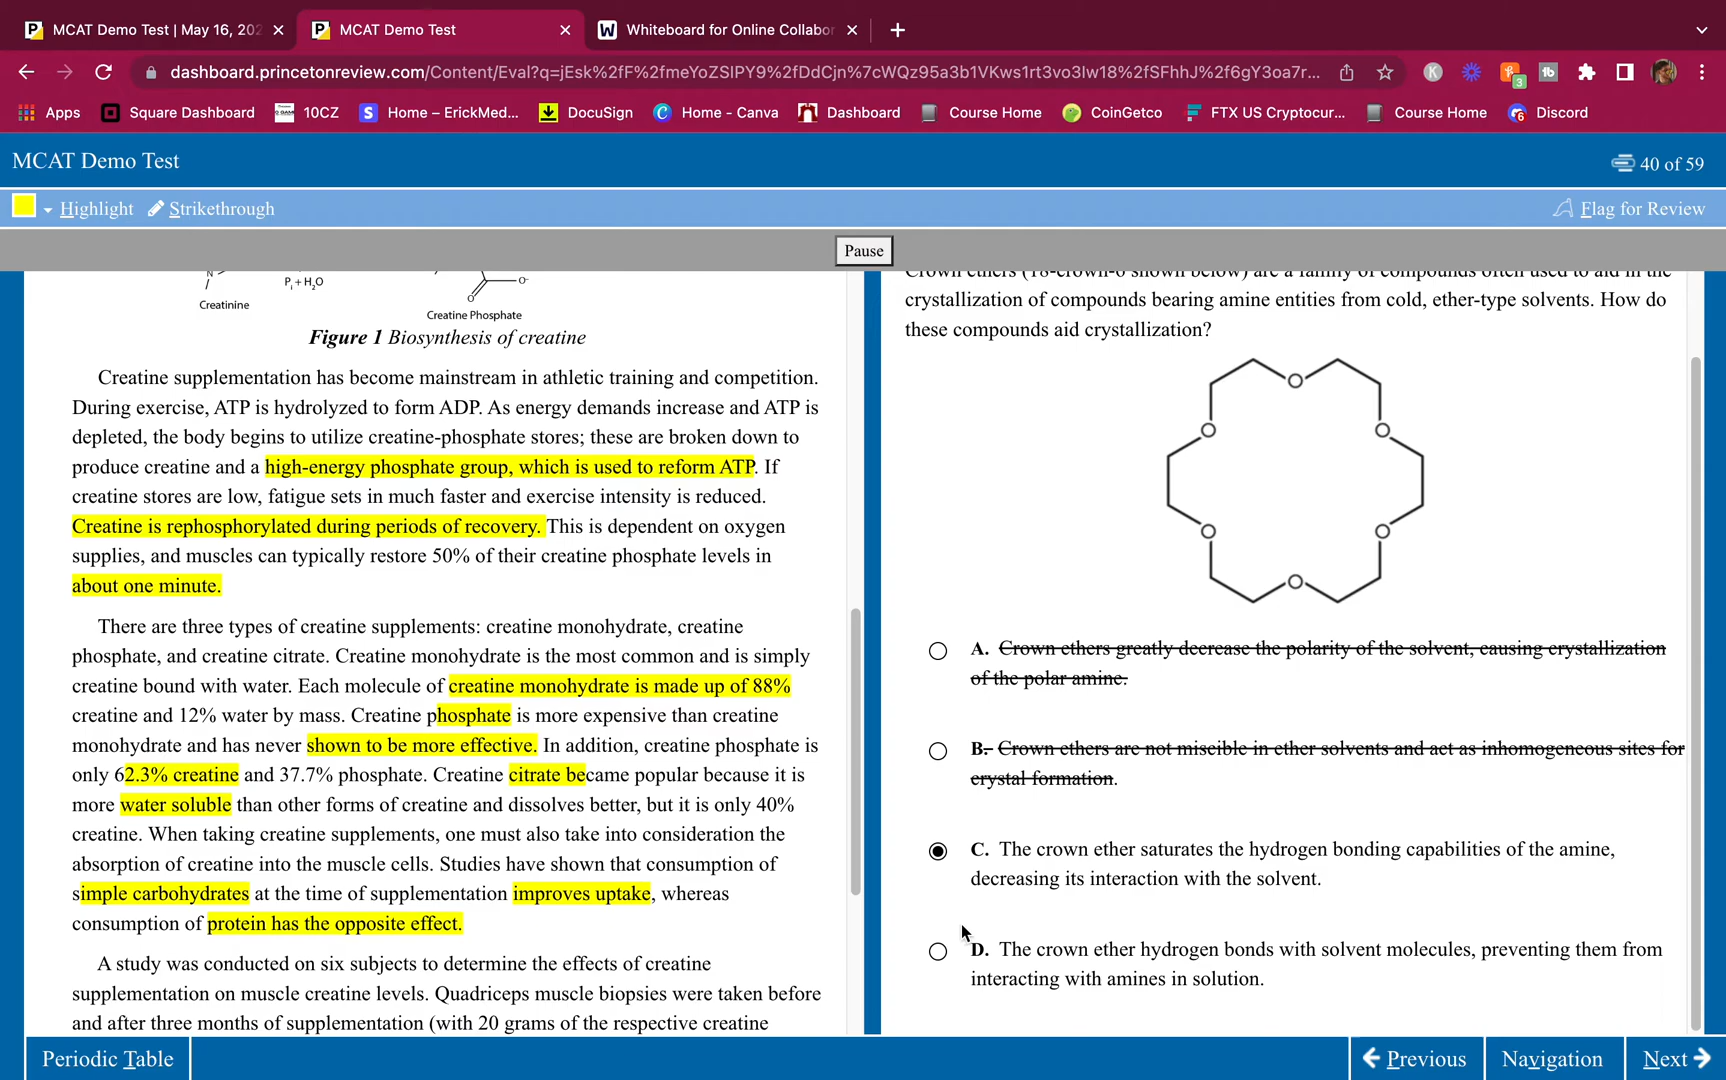 MCAT Demo Test | May 16, 202
MCAT Demo Test
Whiteboard for Online Collabor
dashboard.princetonreview.com/Content/Eval?q=jEsk%2fF%2fmeYoZSlPY9%2fDdCjn%7cWQz95a3b1VKws1rt3vo3lw18%2fSFhhJ%2f6gY3oa7r...
Apps
Square Dashboard
10CZ
Home – ErickMed...
DocuSign
Home - Canva
Dashboard
Course Home
CoinGetco
FTX US Cryptocur...
Course Home
Discord
MCAT Demo Test
40 of 59
Highlight
Strikethrough
Flag for Review
Pause
N
Creatinine
Pi + H2O
O-
O
Creatine Phosphate
Figure 1 Biosynthesis of creatine
Creatine supplementation has become mainstream in athletic training and competition.
During exercise, ATP is hydrolyzed to form ADP. As energy demands increase and ATP is
depleted, the body begins to utilize creatine-phosphate stores; these are broken down to
produce creatine and a high-energy phosphate group, which is used to reform ATP. If
creatine stores are low, fatigue sets in much faster and exercise intensity is reduced.
Creatine is rephosphorylated during periods of recovery. This is dependent on oxygen
supplies, and muscles can typically restore 50% of their creatine phosphate levels in
about one minute.
There are three types of creatine supplements: creatine monohydrate, creatine
phosphate, and creatine citrate. Creatine monohydrate is the most common and is simply
creatine bound with water. Each molecule of creatine monohydrate is made up of 88%
creatine and 12% water by mass. Creatine phosphate is more expensive than creatine
monohydrate and has never shown to be more effective. In addition, creatine phosphate is
only 62.3% creatine and 37.7% phosphate. Creatine citrate became popular because it is
more water soluble than other forms of creatine and dissolves better, but it is only 40%
creatine. When taking creatine supplements, one must also take into consideration the
absorption of creatine into the muscle cells. Studies have shown that consumption of
simple carbohydrates at the time of supplementation improves uptake, whereas
consumption of protein has the opposite effect.
A study was conducted on six subjects to determine the effects of creatine
supplementation on muscle creatine levels. Quadriceps muscle biopsies were taken before
and after three months of supplementation (with 20 grams of the respective creatine
Crown ethers (18-crown-6 shown below) are a family of compounds often used to aid in the
crystallization of compounds bearing amine entities from cold, ether-type solvents. How do
these compounds aid crystallization?
O
O
O
O
O
O
A. Crown ethers greatly decrease the polarity of the solvent, causing crystallization
of the polar amine.
B. Crown ethers are not miscible in ether solvents and act as inhomogeneous sites for
crystal formation.
C. The crown ether saturates the hydrogen bonding capabilities of the amine,
decreasing its interaction with the solvent.
D. The crown ether hydrogen bonds with solvent molecules, preventing them from
interacting with amines in solution.
Periodic Table
Previous
Navigation
Next